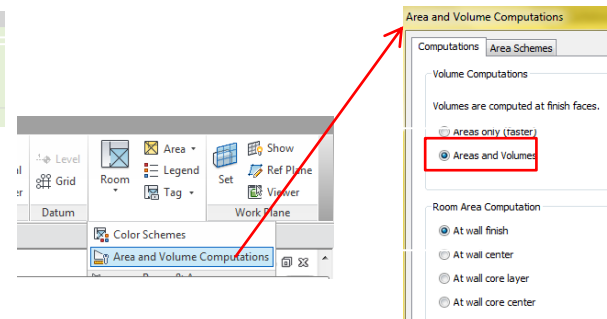 Level
Grid
Datum
Room
Area
Legend
Tag
Set
Show
Ref Plane
Viewer
Work Plane
Color Schemes
Area and Volume Computations
Area and Volume Computations
Computations
Area Schemes
Volume Computations
Volumes are computed at finish faces.
Areas only (faster)
Areas and Volumes
Room Area Computation
At wall finish
At wall center
At wall core layer
At wall core center